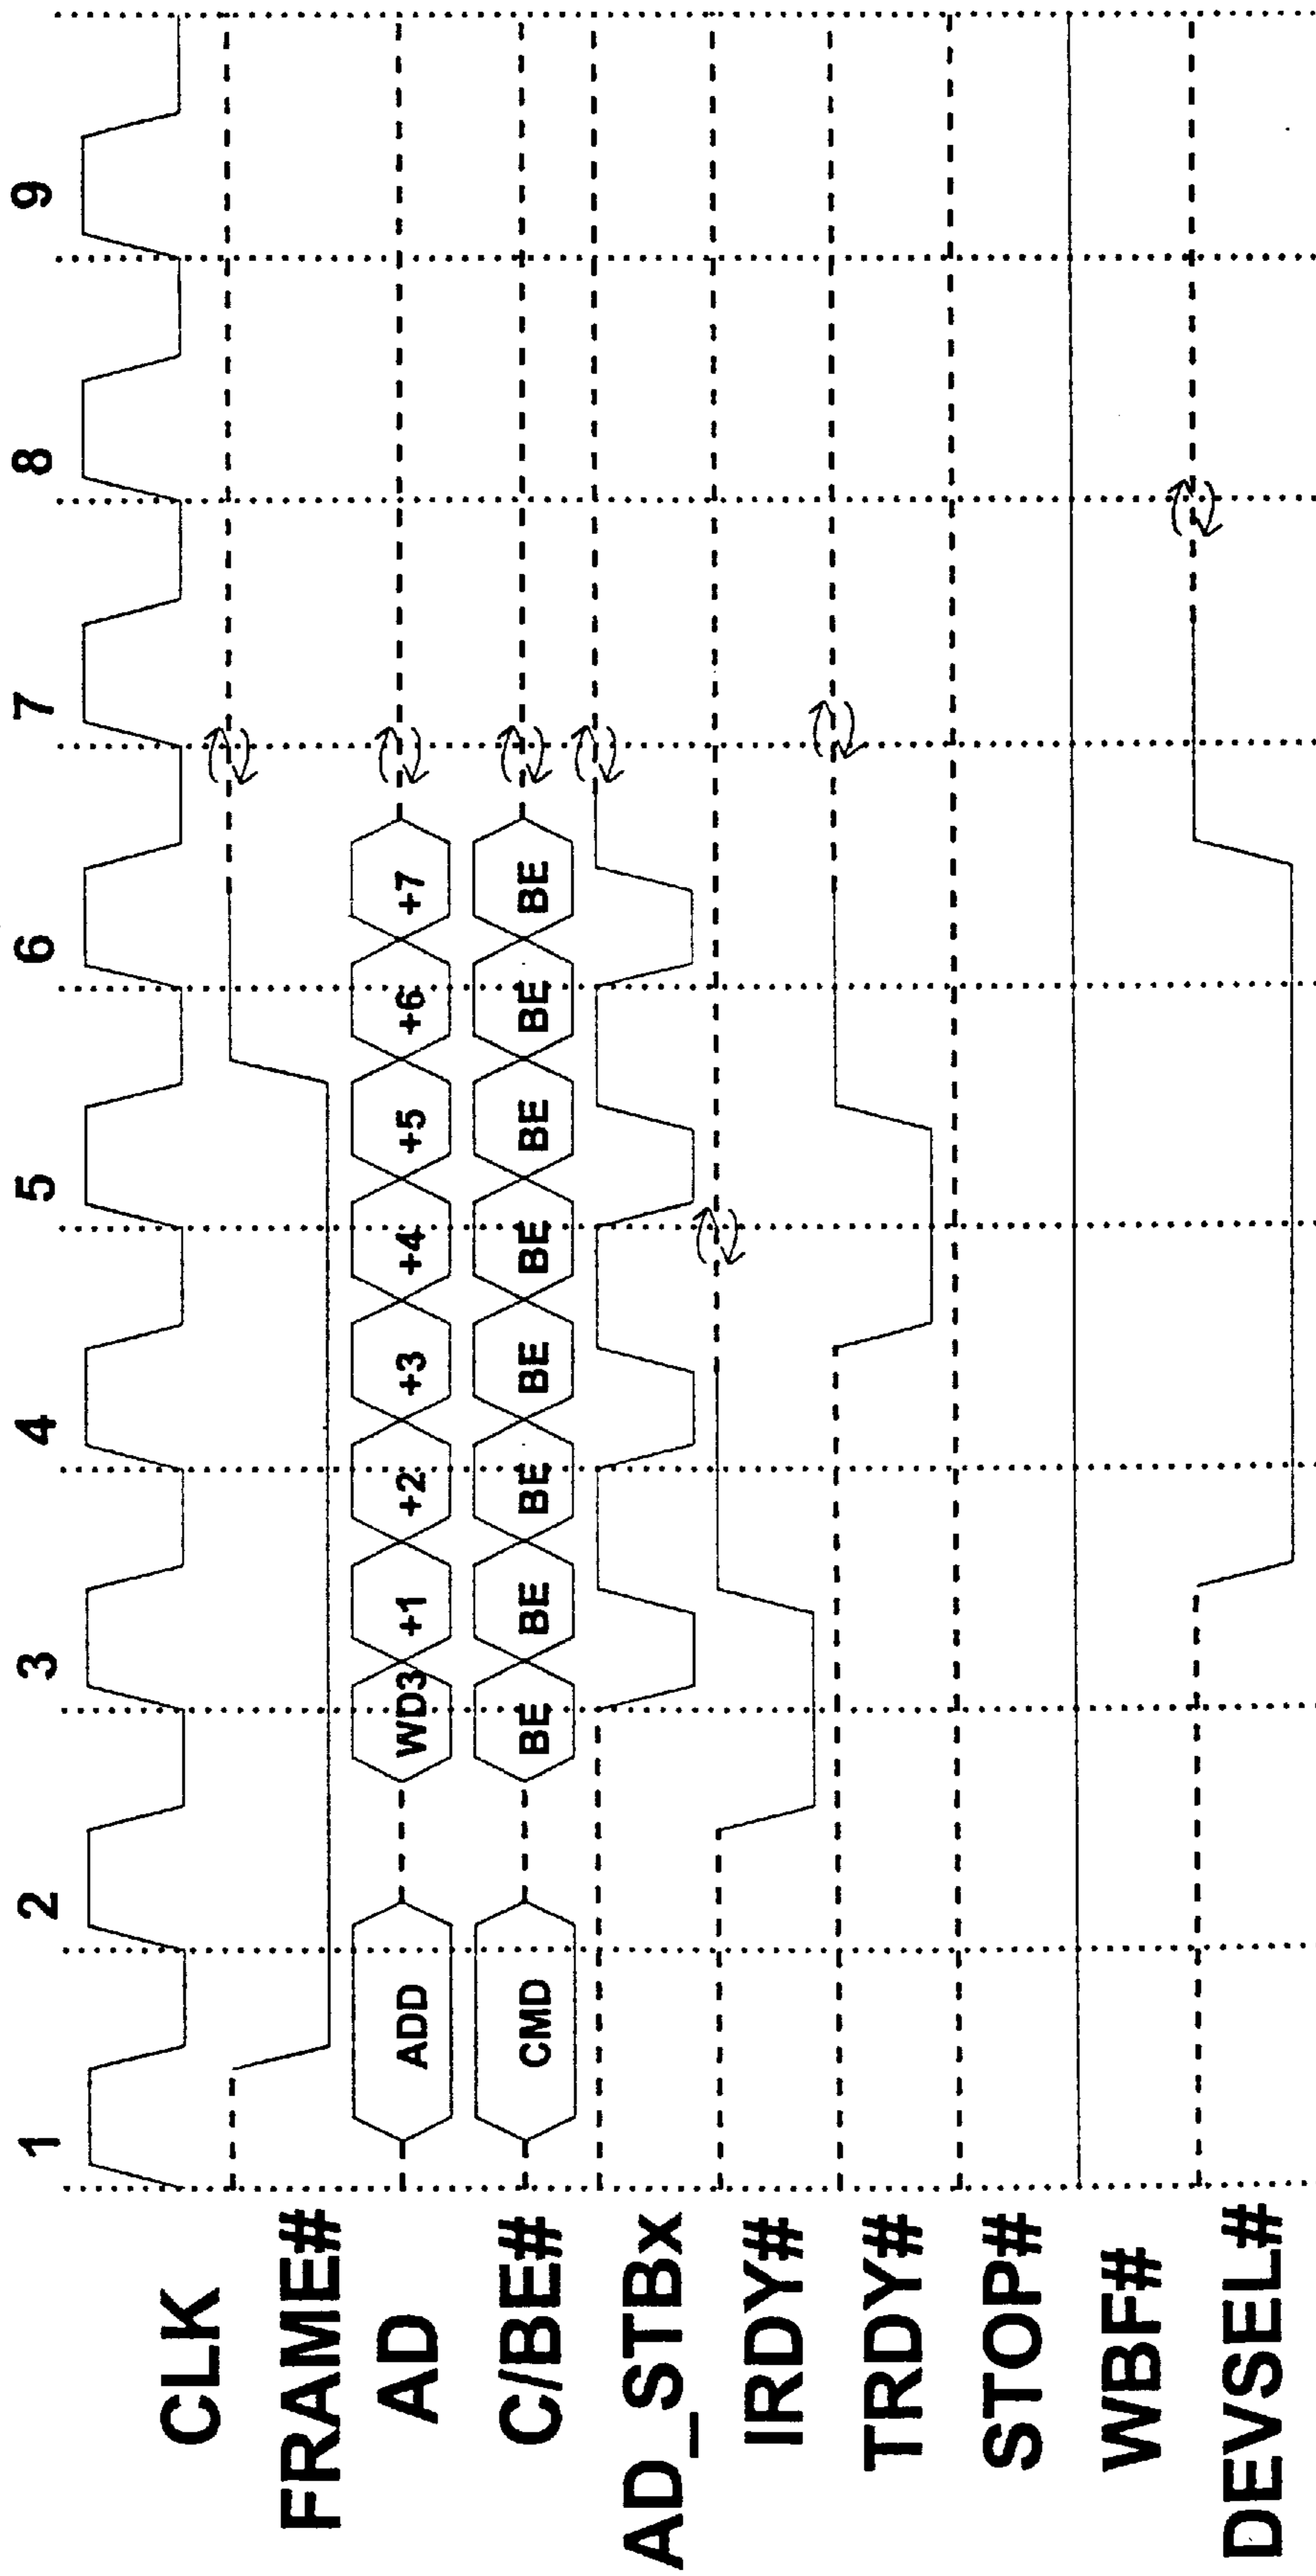 1 2 3 4 5 6 7 8 9
CLK
FRAME#
AD ADD WD3 +1 +2 +3 +4 +5 +6 +7
C/BE# CMD BE BE BE BE BE BE BE BE
AD_STBx
IRDY#
TRDY#
STOP#
WBF#
DEVSEL#